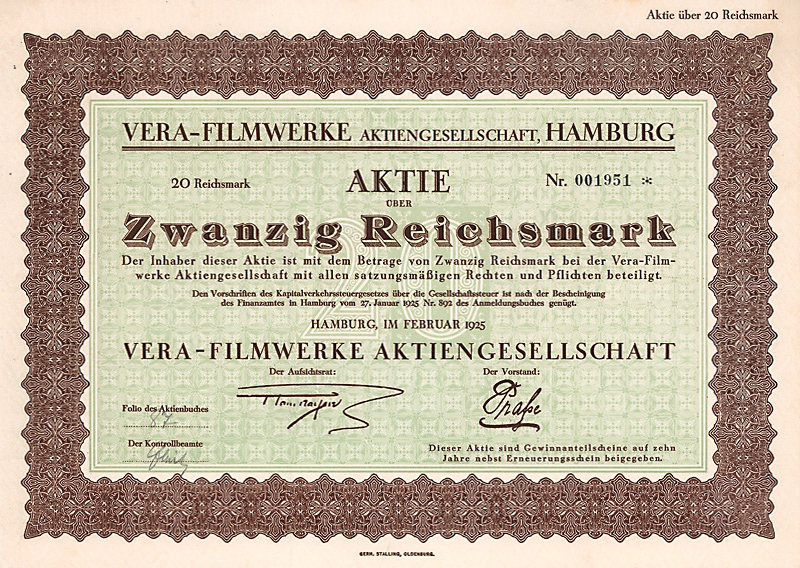 Aktie über 20 Reichsmark
VERA-FILMWERKE AKTIENGESELLSCHAFT, HAMBURG
20 Reichsmark AKTIE Nr. 001951 *
ÜBER
Zwanzig Reichsmark
Der Inhaber dieser Aktie ist mit dem Betrage von Zwanzig Reichsmark bei der Vera-Film-
werke Aktiengesellschaft mit allen satzungsmäßigen Rechten und Pflichten beteiligt.
Den Vorschriften des Kapitalverkehrssteuergesetzes über die Gesellschaftssteuer ist nach der Bescheinigung
des Finanzamtes in Hamburg vom 27. Januar 1925 Nr. 892 des Anmeldungsbuches genügt.
HAMBURG, IM FEBRUAR 1925
VERA-FILMWERKE AKTIENGESELLSCHAFT
Der Aufsichtsrat: Der Vorstand:
Praße
Folio des Aktienbuches
87
Der Kontrollbeamte
Dieser Aktie sind Gewinnanteilscheine auf zehn
Jahre nebst Erneuerungsschein beigegeben.
GERH. STALLING, OLDENBURG.